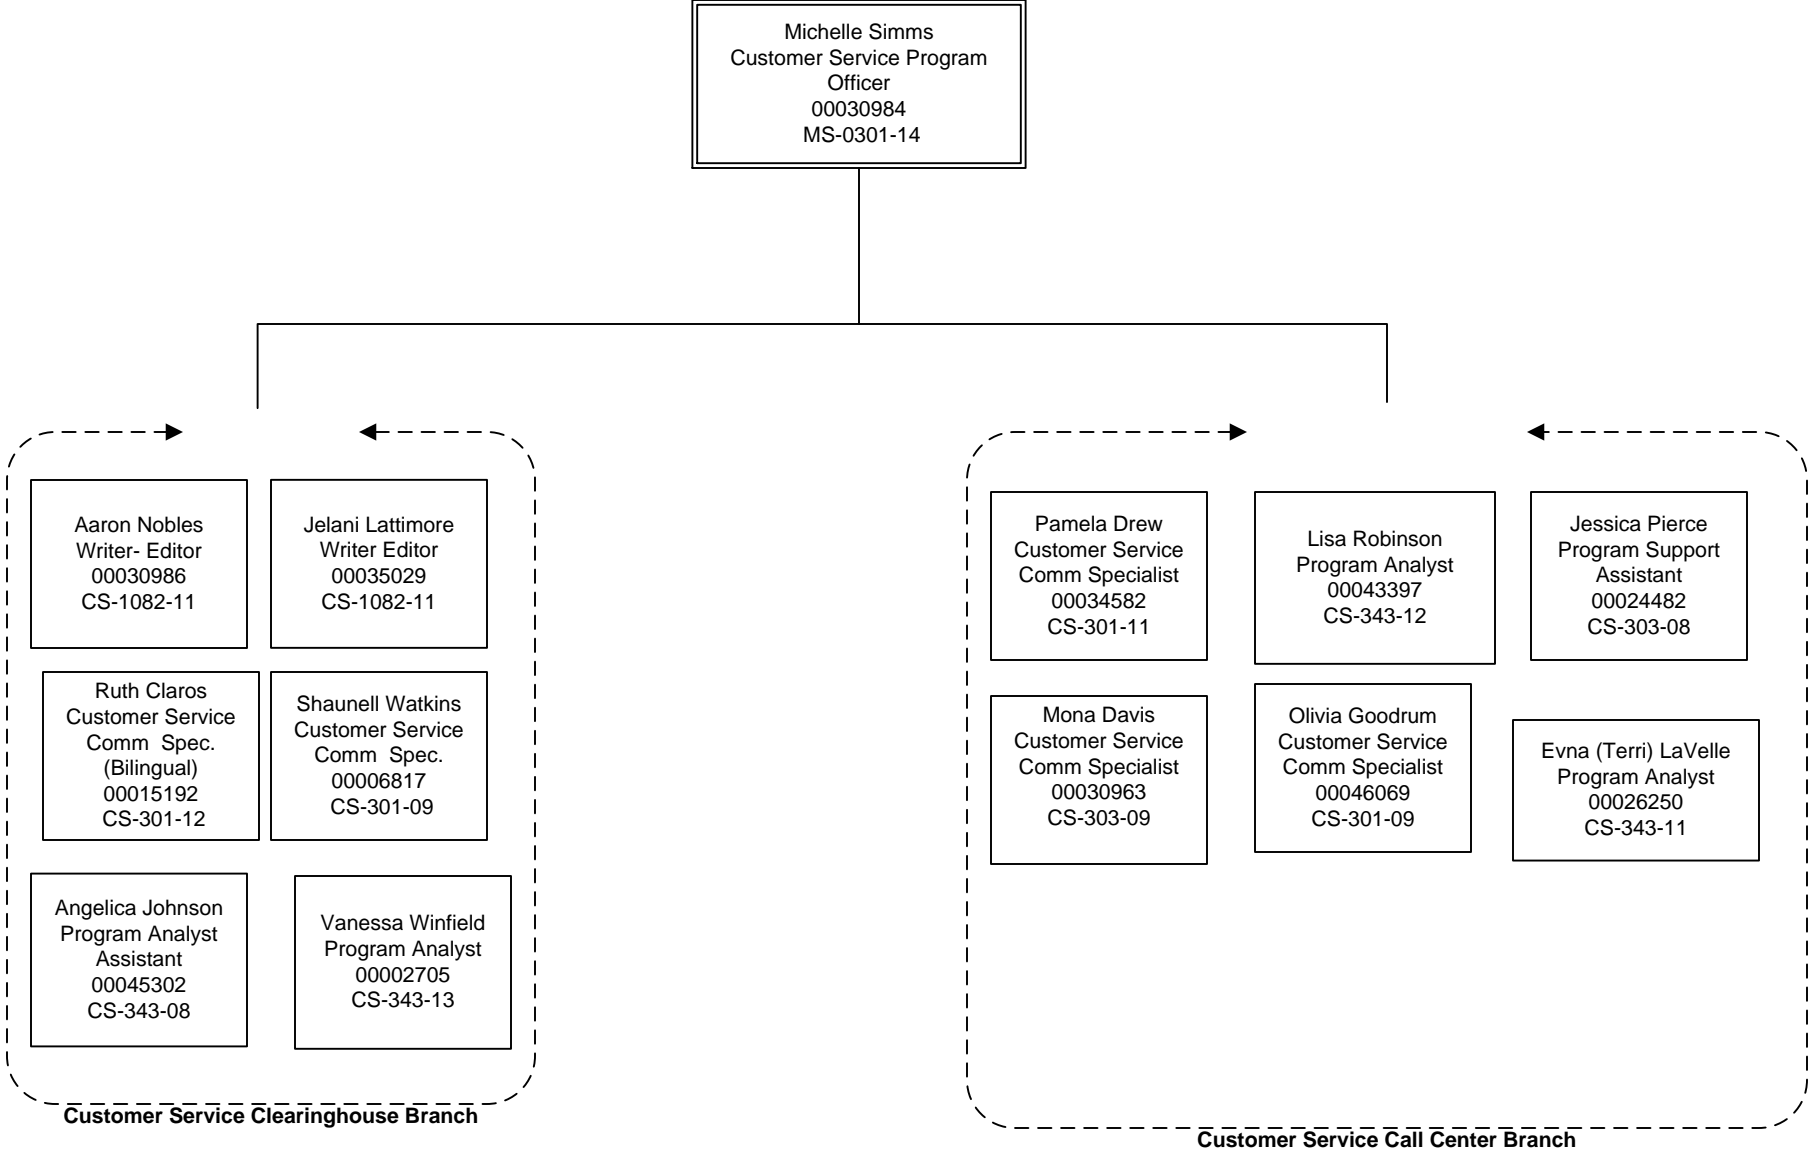 Michelle Simms
Customer Service Program
Officer
00030984
MS-0301-14
Aaron Nobles
Writer- Editor
00030986
CS-1082-11
Jelani Lattimore
Writer Editor
00035029
CS-1082-11
Ruth Claros
Customer Service
Comm  Spec.
(Bilingual)
00015192
CS-301-12
Shaunell Watkins
Customer Service
Comm  Spec.
00006817
CS-301-09
Angelica Johnson
Program Analyst
Assistant
00045302
CS-343-08
Vanessa Winfield
Program Analyst
00002705
CS-343-13
Customer Service Clearinghouse Branch
Pamela Drew
Customer Service
Comm Specialist
00034582
CS-301-11
Lisa Robinson
Program Analyst
00043397
CS-343-12
Jessica Pierce
Program Support
Assistant
00024482
CS-303-08
Mona Davis
Customer Service
Comm Specialist
00030963
CS-303-09
Olivia Goodrum
Customer Service
Comm Specialist
00046069
CS-301-09
Evna (Terri) LaVelle
Program Analyst
00026250
CS-343-11
Customer Service Call Center Branch